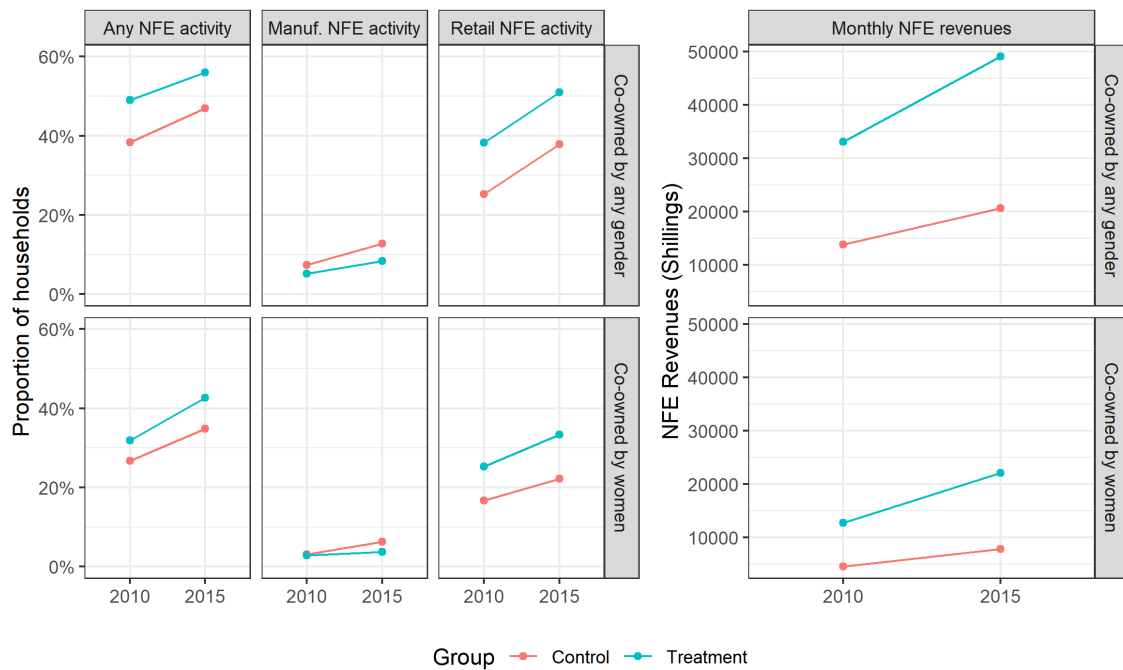 Any NFE activity
Manuf. NFE activity
Retail NFE activity
Monthly NFE revenues
Proportion of households
60%
40%
20%
0%
Co-owned by any gender
60%
40%
20%
0%
Co-owned by women
2010
2015
2010
2015
2010
2015
NFE Revenues (Shillings)
50000
40000
30000
20000
10000
Co-owned by any gender
50000
40000
30000
20000
10000
Co-owned by women
2010
2015
Group Control Treatment